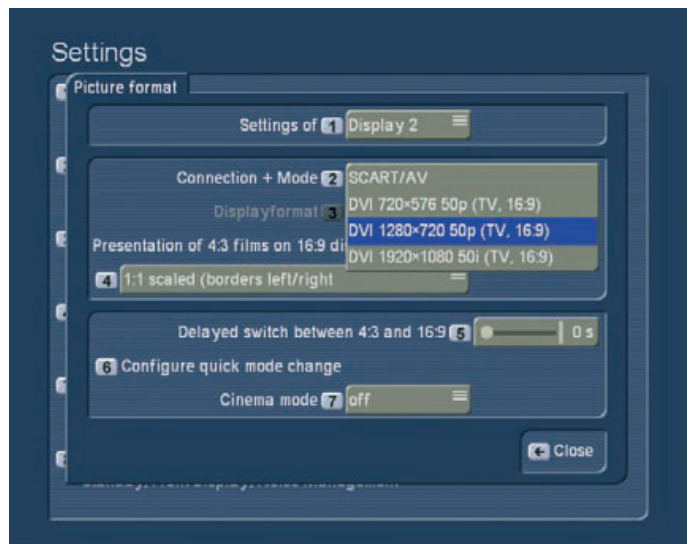 Settings
Picture format
Settings of 1 Display 2
Connection + Mode 2 SCART/AV
DVI 720×576 50p (TV, 16:9)
Displayformat 3
DVI 1280×720 50p (TV, 16:9)
Presentation of 4:3 films on 16:9 di
DVI 1920×1080 50i (TV, 16:9)
4 1:1 scaled (borders left/right
Delayed switch between 4:3 and 16:9 5 0 s
6 Configure quick mode change
Cinema mode 7 off
Close